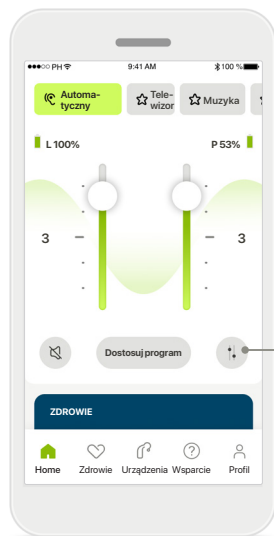 PH 9:41 AM 100 %
Automa-
tyczny
Tele-
wizor
Muzyka
L 100% P 53%
3 3
Dostosuj program
ZDROWIE
Home Zdrowie Urządzenia Wsparcie Profil